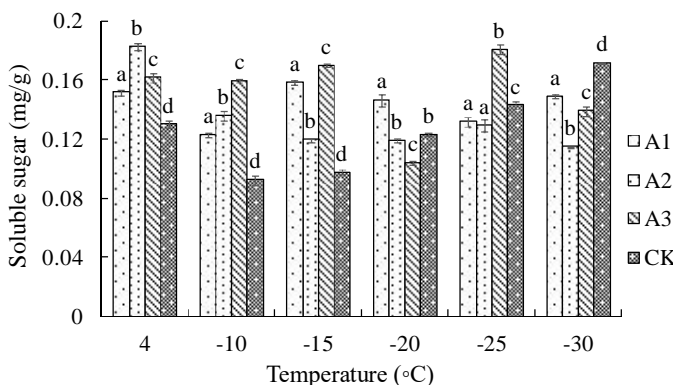 0.2
0.16
0.12
0.08
0.04
0
Soluble sugar (mg/g)
a b c d
a b c d
a b c d
a b c b
a a b c
a b c d
4 -10 -15 -20 -25 -30
Temperature (◦C)
A1
A2
A3
CK